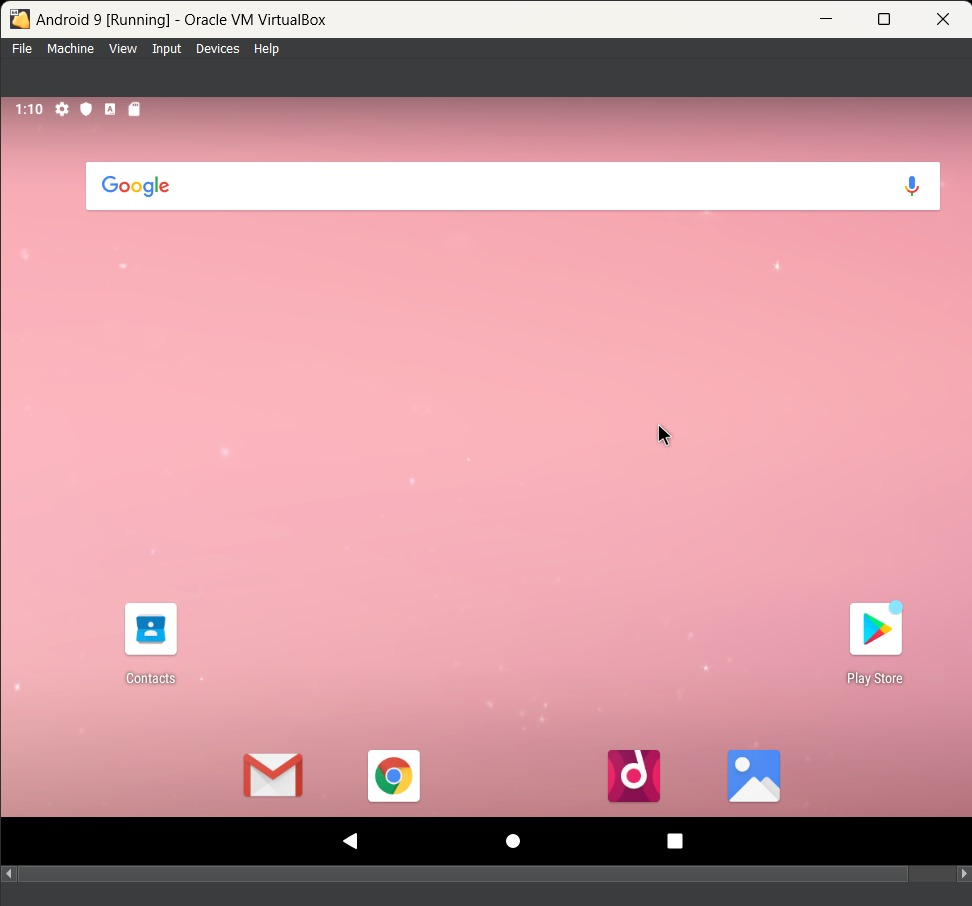 Android 9 [Running] - Oracle VM VirtualBox
File Machine View Input Devices Help
1:10
Google
Contacts
Play Store